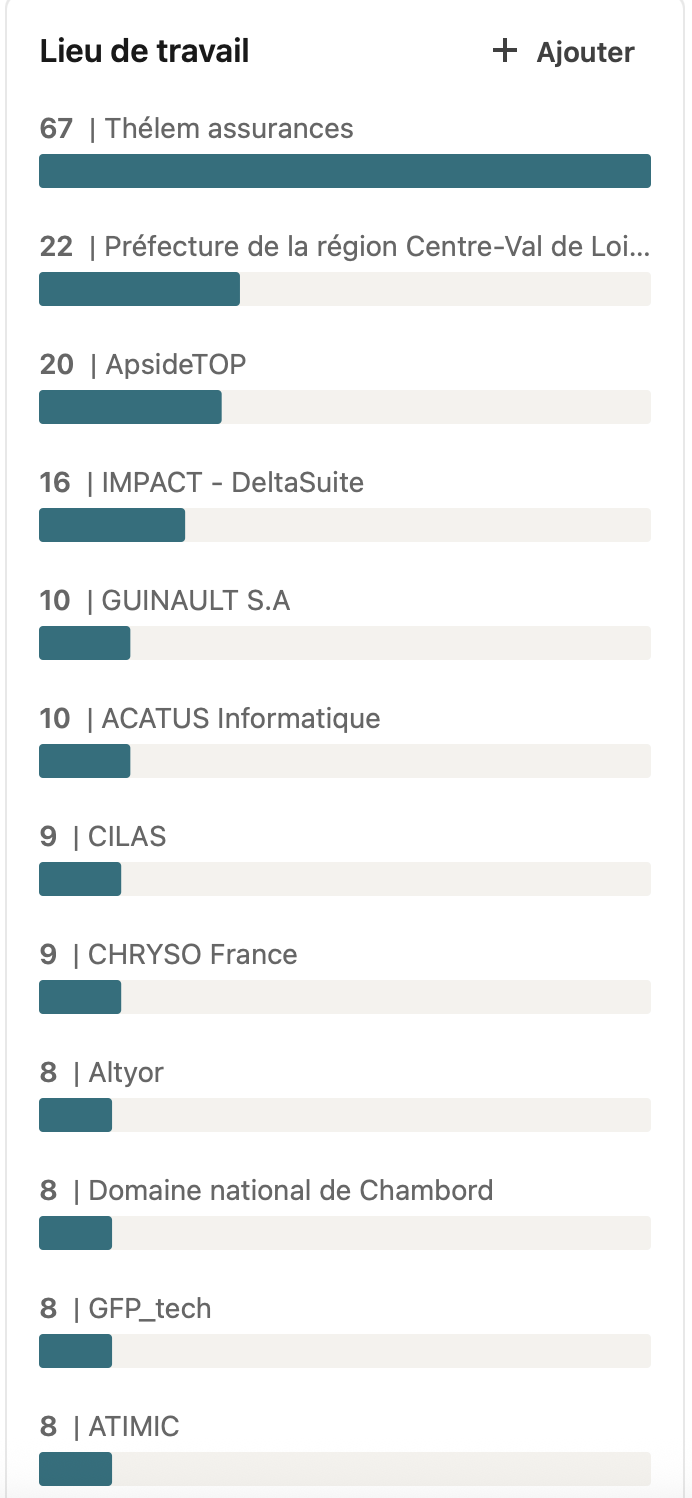 Lieu de travail + Ajouter
67 | Thélem assurances
22 | Préfecture de la région Centre-Val de Loi...
20 | ApsideTOP
16 | IMPACT - DeltaSuite
10 | GUINAULT S.A
10 | ACATUS Informatique
9 | CILAS
9 | CHRYSO France
8 | Altyor
8 | Domaine national de Chambord
8 | GFP_tech
8 | ATIMIC